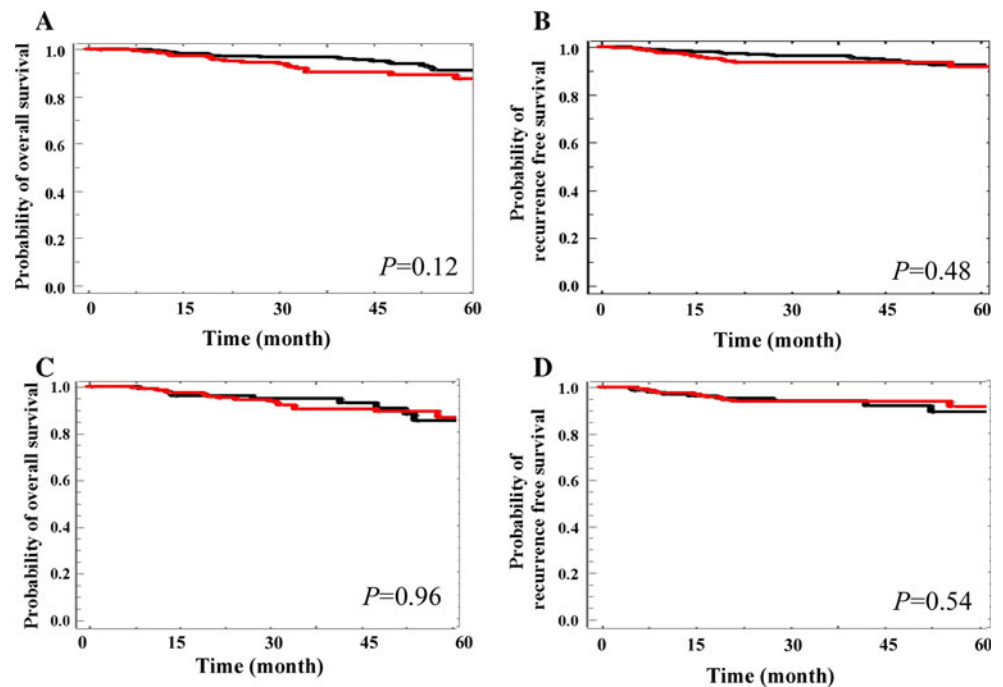 A
Probability of overall survival
1.0
0.8
0.6
0.4
0.2
0.0
P=0.12
0 15 30 45 60
Time (month)
B
Probability of
recurrence free survival
1.0
0.8
0.6
0.4
0.2
0.0
P=0.48
0 15 30 45 60
Time (month)
C
Probability of overall survival
1.0
0.8
0.6
0.4
0.2
0.0
P=0.96
0 15 30 45 60
Time (month)
D
Probability of
recurrence free survival
1.0
0.8
0.6
0.4
0.2
0.0
P=0.54
0 15 30 45 60
Time (month)